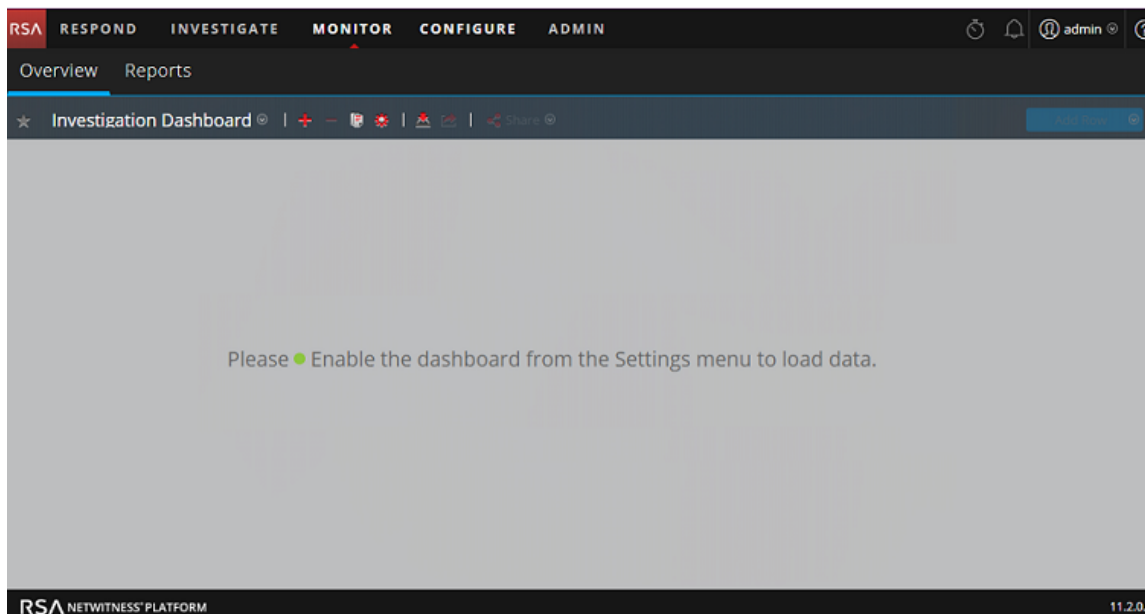 RSA RESPOND INVESTIGATE MONITOR CONFIGURE ADMIN admin
Overview Reports
Investigation Dashboard Share Add Row
Please Enable the dashboard from the Settings menu to load data.
RSA NETWITNESS® PLATFORM 11.2.0